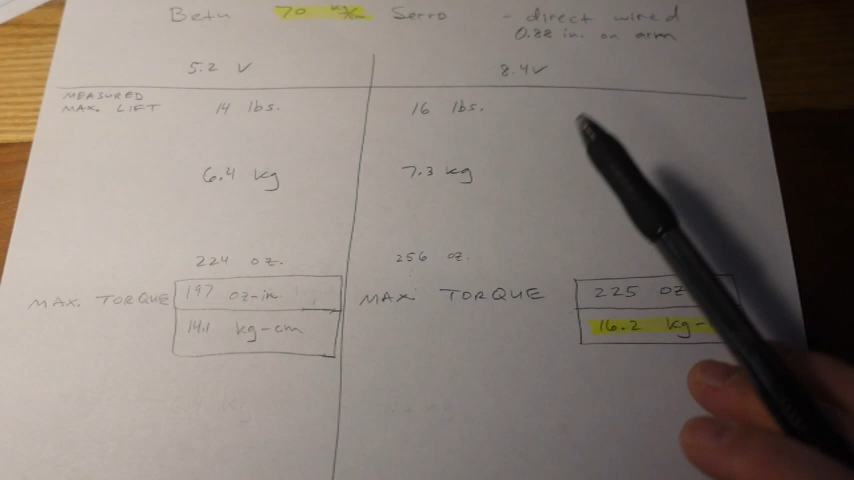 Betu 70 kg/cm Servo - direct wired
0.88 in. on arm
5.2 V 8.4V
MEASURED
MAX. LIFT 14 lbs. 16 lbs.
6.4 kg 7.3 kg
224 oz. 256 oz.
MAX. TORQUE 197 oz-in MAX. TORQUE 225 oz
14.1 kg-cm 16.2 kg-